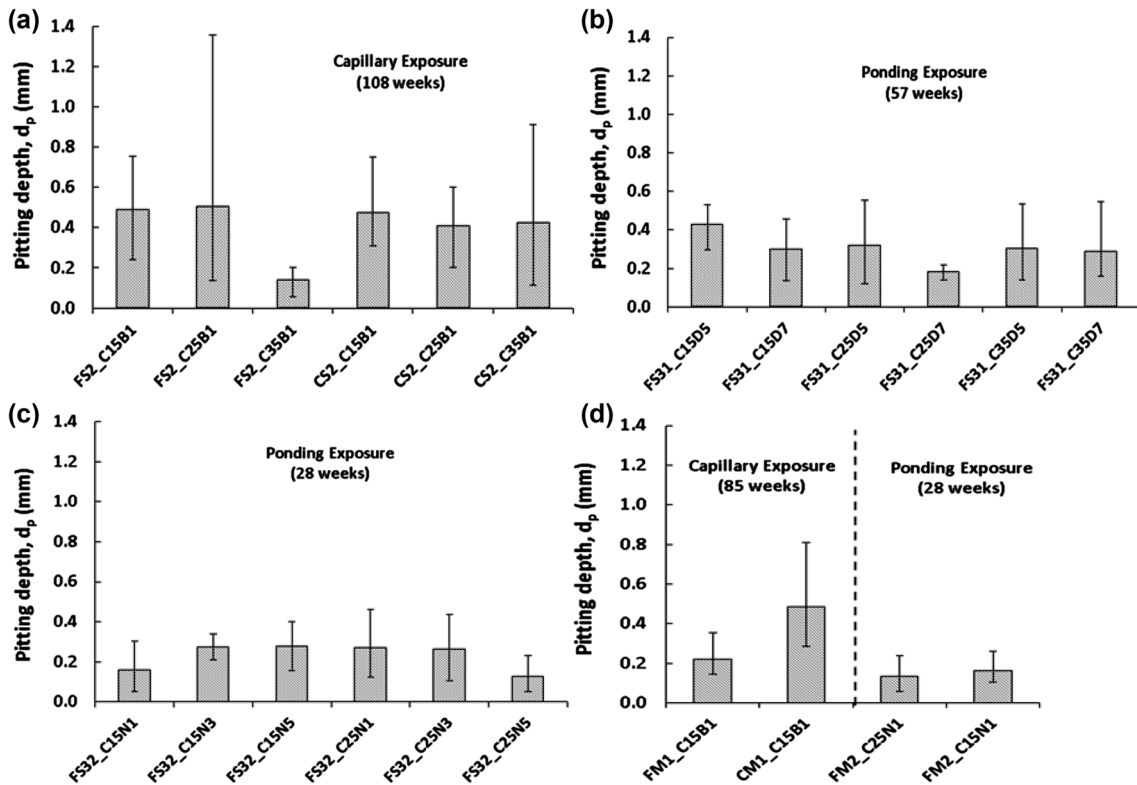 (a)
Pitting depth, dp (mm)
1.4
1.2
1.0
0.8
0.6
0.4
0.2
0.0
Capillary Exposure
(108 weeks)
FS2_C15B1
FS2_C25B1
FS2_C35B1
CS2_C15B1
CS2_C25B1
CS2_C35B1
(b)
Pitting depth, dp (mm)
1.4
1.2
1.0
0.8
0.6
0.4
0.2
0.0
Ponding Exposure
(57 weeks)
FS31_C15D5
FS31_C15D7
FS31_C25D5
FS31_C25D7
FS31_C35D5
FS31_C35D7
(c)
Pitting depth, dp (mm)
1.4
1.2
1.0
0.8
0.6
0.4
0.2
0.0
Ponding Exposure
(28 weeks)
FS32_C15N1
FS32_C15N3
FS32_C15N5
FS32_C25N1
FS32_C25N3
FS32_C25N5
(d)
Pitting depth, dp (mm)
1.4
1.2
1.0
0.8
0.6
0.4
0.2
0.0
Capillary Exposure
(85 weeks)
Ponding Exposure
(28 weeks)
FM1_C15B1
CM1_C15B1
FM2_C25N1
FM2_C15N1